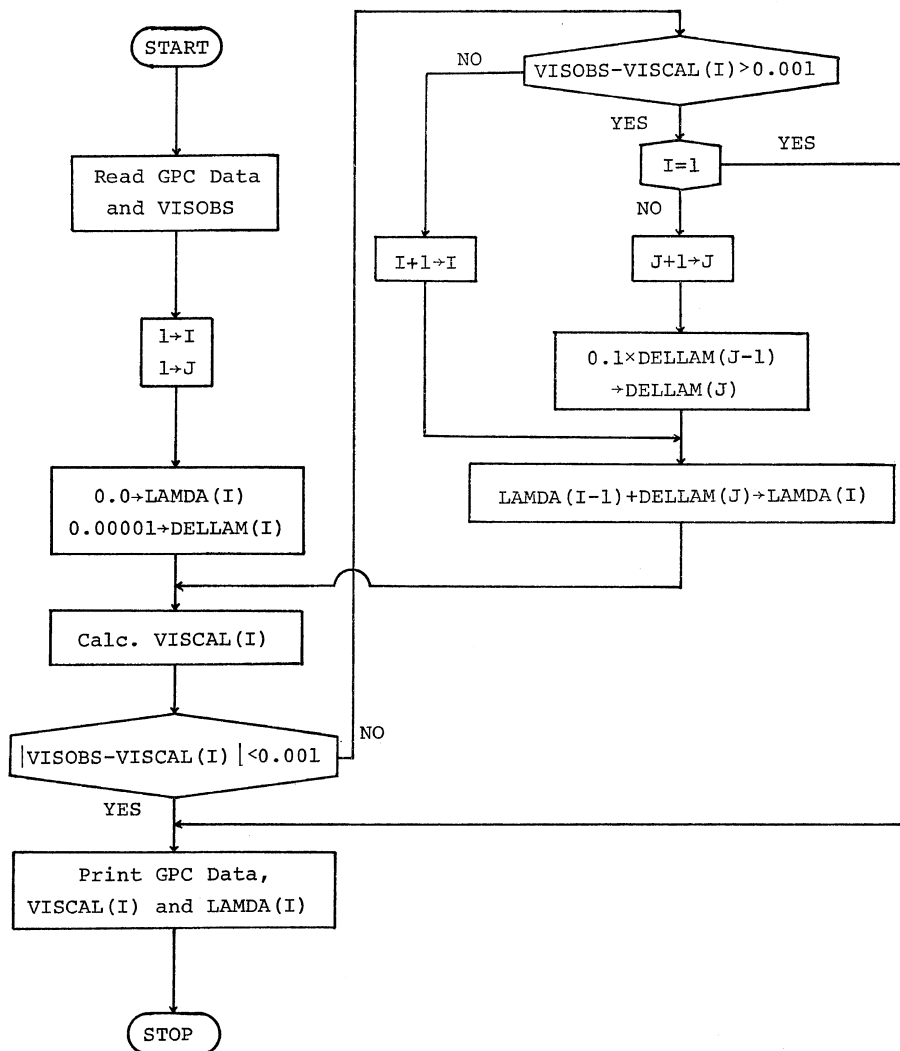 START
Read GPC Data
and VISOBS
1→I
1→J
0.0→LAMDA(I)
0.00001→DELLAM(I)
Calc. VISCAL(I)
|VISOBS-VISCAL(I)|<0.001
NO
YES
Print GPC Data,
VISCAL(I) and LAMDA(I)
STOP
VISOBS-VISCAL(I)>0.001
NO
YES
I=1
YES
NO
I+1→I
J+1→J
0.1×DELLAM(J-1)
→DELLAM(J)
LAMDA(I-1)+DELLAM(J)→LAMDA(I)